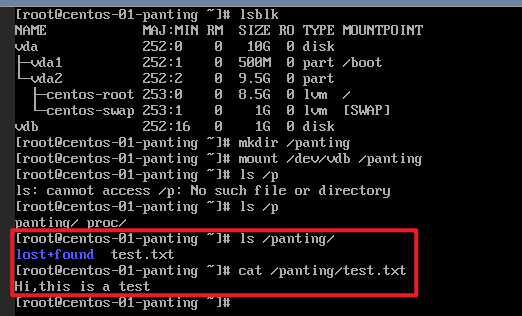 [root@centos-01-panting ~]# lsblk
NAME            MAJ:MIN RM  SIZE RO TYPE MOUNTPOINT
vda             252:0    0   10G  0 disk
├─vda1          252:1    0  500M  0 part /boot
└─vda2          252:2    0  9.5G  0 part
  ├─centos-root 253:0    0  8.5G  0 lvm  /
  └─centos-swap 253:1    0    1G  0 lvm  [SWAP]
vdb             252:16   0    1G  0 disk
[root@centos-01-panting ~]# mkdir /panting
[root@centos-01-panting ~]# mount /dev/vdb /panting
[root@centos-01-panting ~]# ls /p
ls: cannot access /p: No such file or directory
[root@centos-01-panting ~]# ls /p
panting/ proc/
[root@centos-01-panting ~]# ls /panting/
lost+found  test.txt
[root@centos-01-panting ~]# cat /panting/test.txt
Hi,this is a test
[root@centos-01-panting ~]#